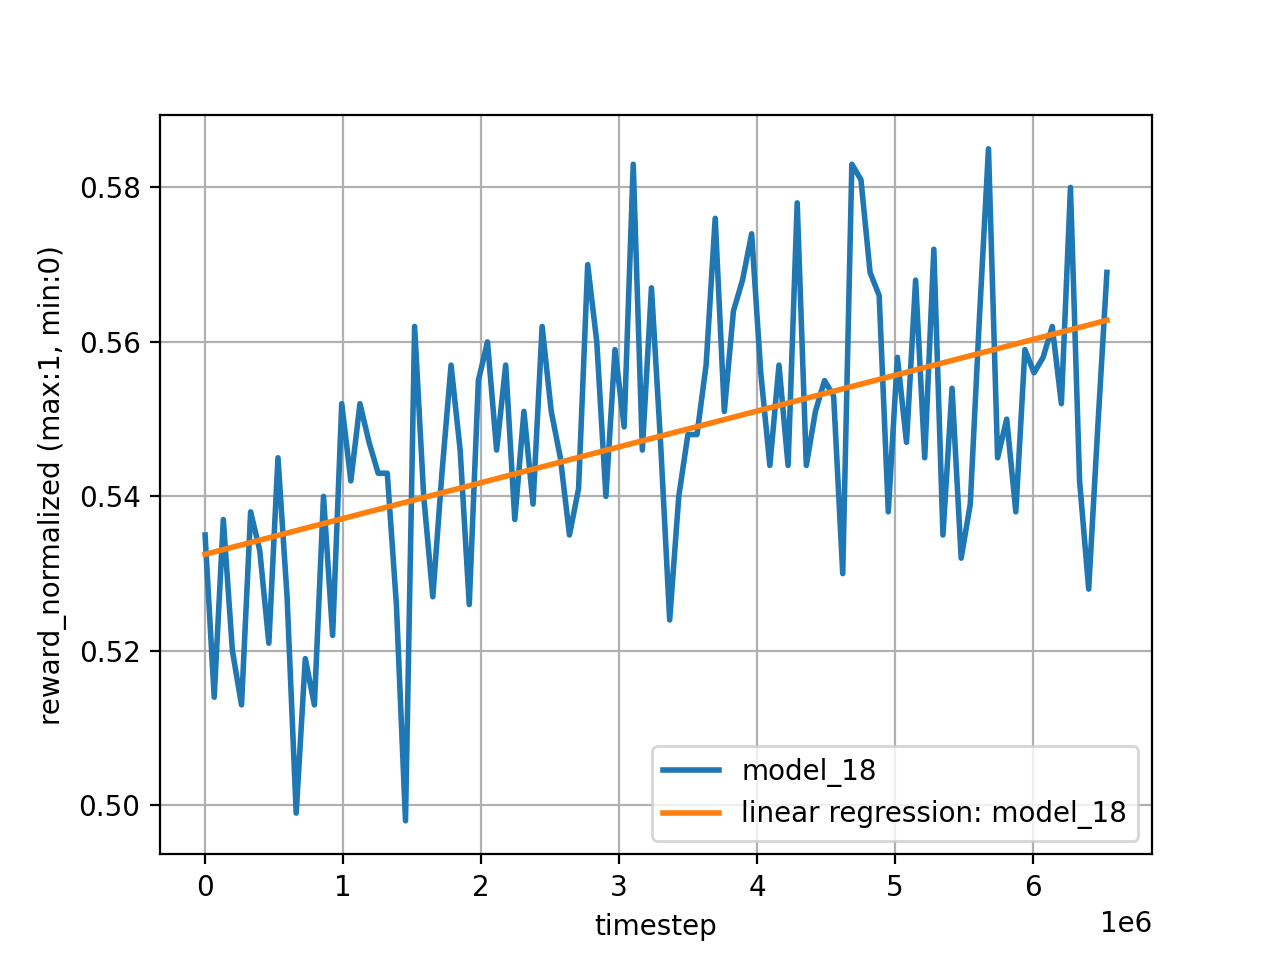 0.58
0.56
0.54
0.52
0.50
reward_normalized (max:1, min:0)
model_18
linear regression: model_18
0 1 2 3 4 5 6
1e6
timestep